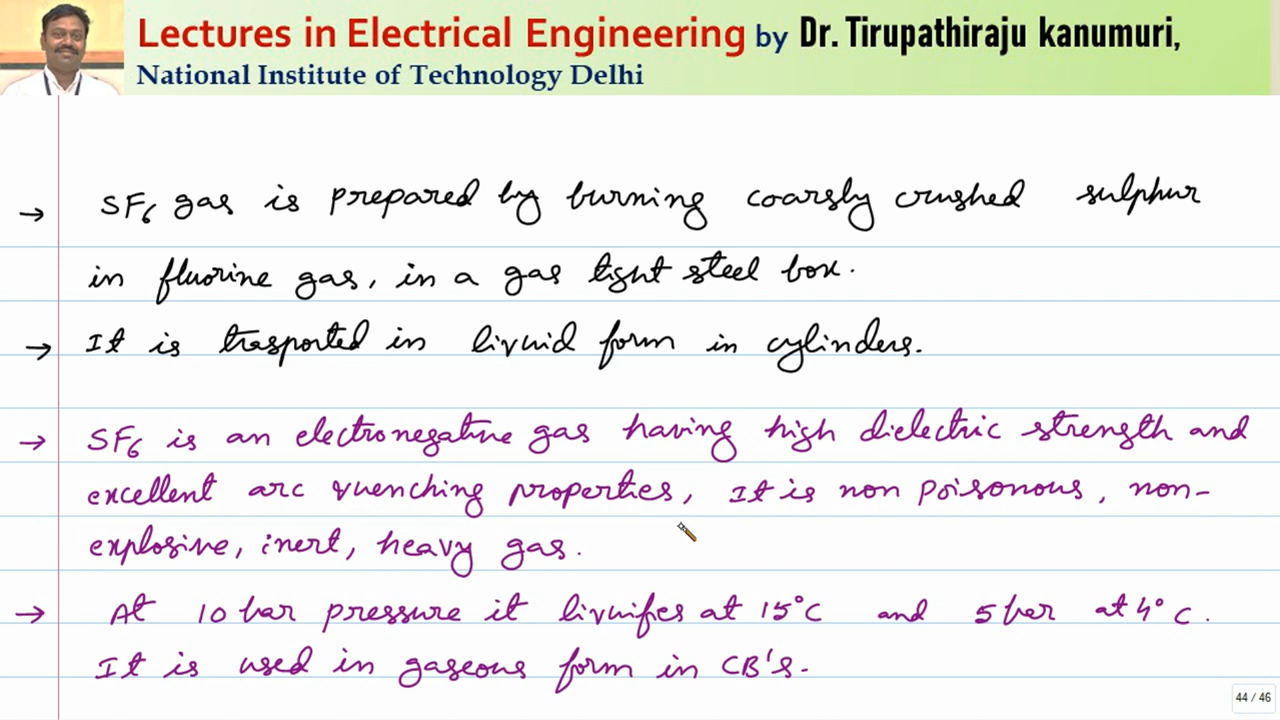 Lectures in Electrical Engineering by Dr. Tirupathiraju kanumuri,
National Institute of Technology Delhi
→ SF₆ gas is prepared by burning coarsly crushed sulphur
in fluorine gas, in a gas tight steel box.
→ It is trasported in liquid form in cylinders.
→ SF₆ is an electronegative gas having high dielectric strength and
excellent arc quenching properties, It is non poisonous, non-
explosive, inert, heavy gas.
→ At 10 bar pressure it liquifies at 15°C and 5 bar at 4°C.
It is used in gaseous form in CB's.
44 / 46